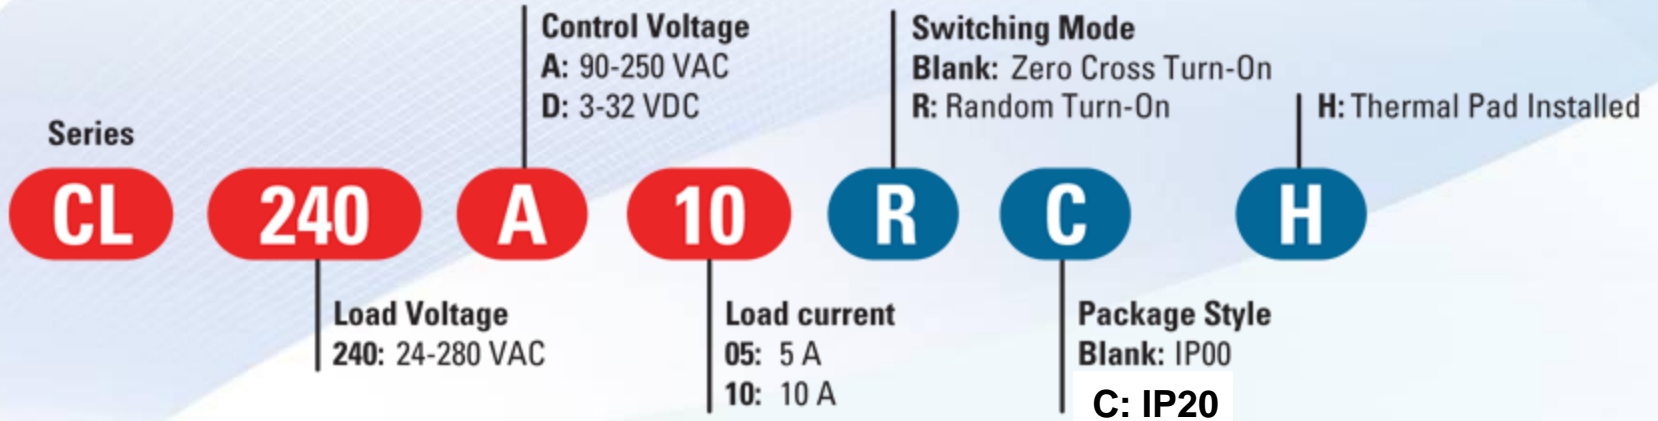 Control Voltage
A: 90-250 VAC
D: 3-32 VDC
Switching Mode
Blank: Zero Cross Turn-On
R: Random Turn-On
H: Thermal Pad Installed
Series
CL 240 A 10 R C H
Load Voltage
240: 24-280 VAC
Load current
05: 5 A
10: 10 A
Package Style
Blank: IP00
C: IP20